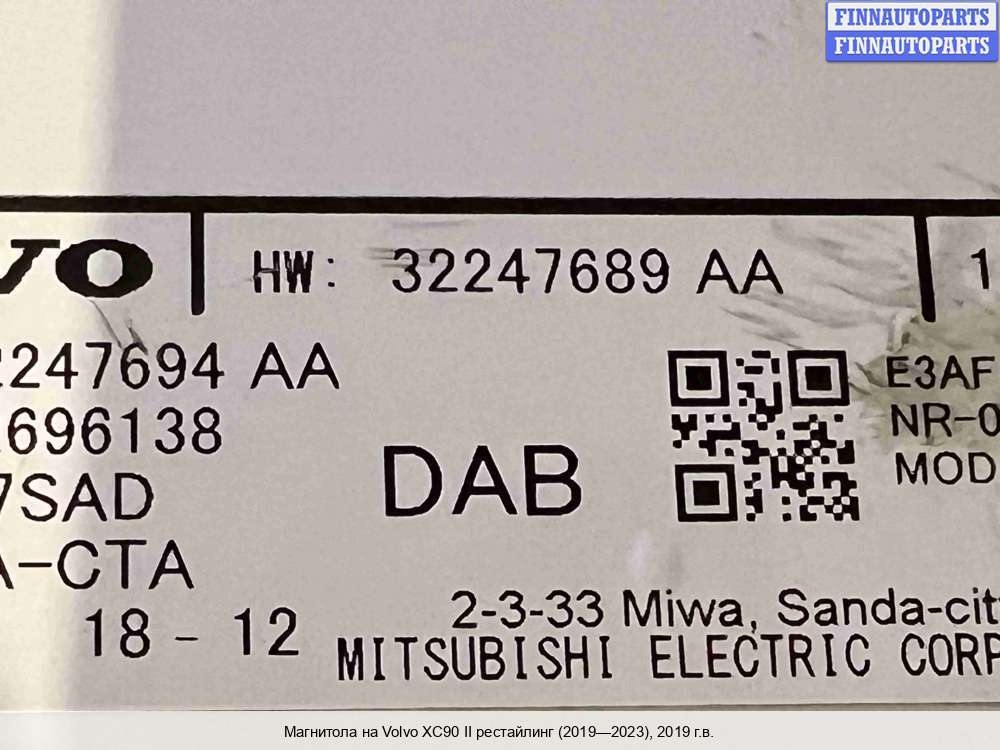 FINNAUTOPARTS
FINNAUTOPARTS
VO HW: 32247689 AA 1
2247694 AA
696138
7SAD
DAB
E3AF
NR-0
MOD
A-CTA
18 - 12
2-3-33 Miwa, Sanda-cit
MITSUBISHI ELECTRIC CORP
Магнитола на Volvo XC90 II рестайлинг (2019—2023), 2019 г.в.